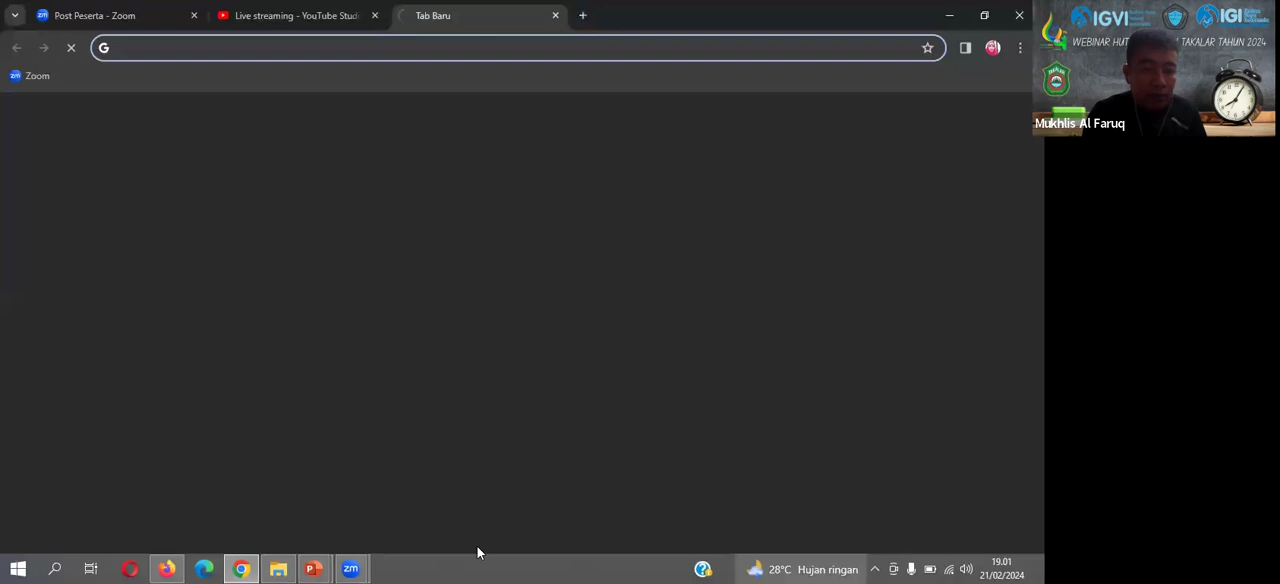 Post Peserta - Zoom
Live streaming - YouTube Studi
Tab Baru
Zoom
IGVI
IGI
WEBINAR HUT
TAKALAR TAHUN 2024
Mukhlis Al Faruq
zm
28°C Hujan ringan
19.01
21/02/2024